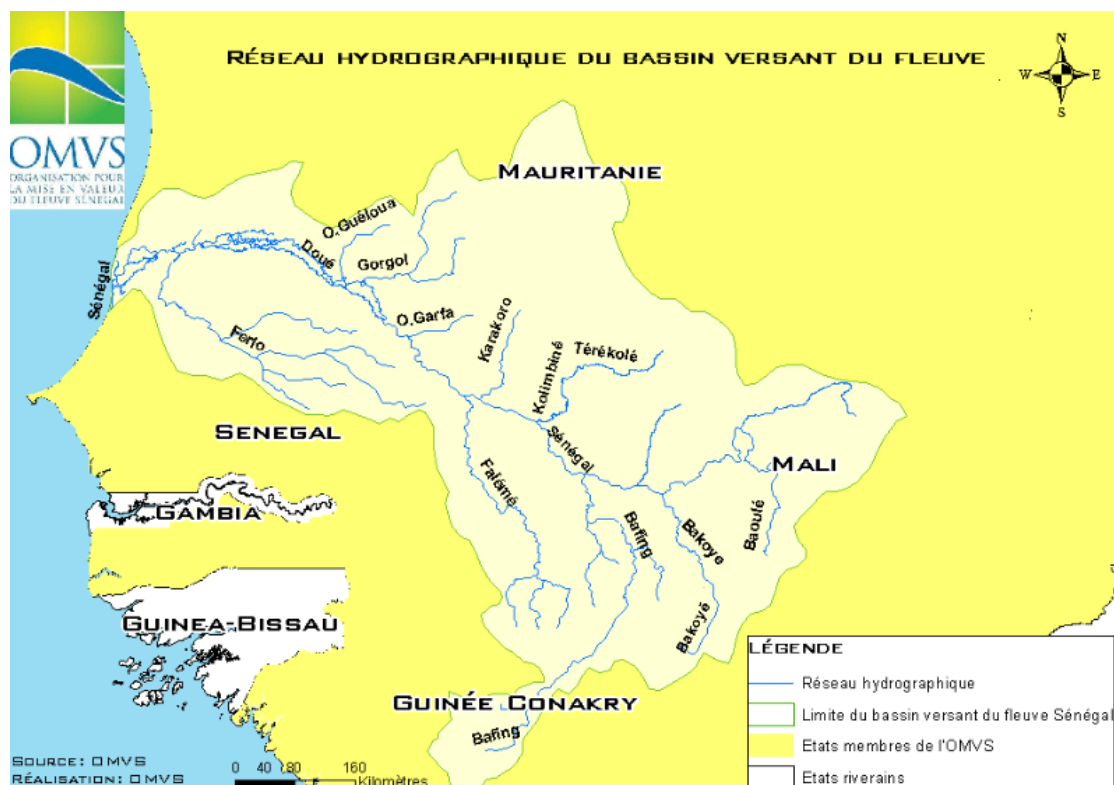 RÉSEAU HYDROGRAPHIQUE DU BASSIN VERSANT DU FLEUVE
N
W E
S
OMVS
ORGANISATION POUR
LA MISE EN VALEUR
DU FLEUVE SÉNÉGAL
MAURITANIE
O.Guéloua
Doué
Gorgol
Sénégal
O.Garfa
Karakoro
Ferlo
Kolimbiné
Térékolé
SENEGAL
Sénégal
MALI
Falémé
GAMBIA
Bafing
Bakoye
Baoulé
GUINEA-BISSAU
Bakoyé
GUINÉE CONAKRY
Bafing
LÉGENDE
Réseau hydrographique
Limite du bassin versant du fleuve Sénégal
Etats membres de l'OMVS
Etats riverains
SOURCE: OMVS
RÉALISATION: OMVS
0 40 80 160
Kilomètres